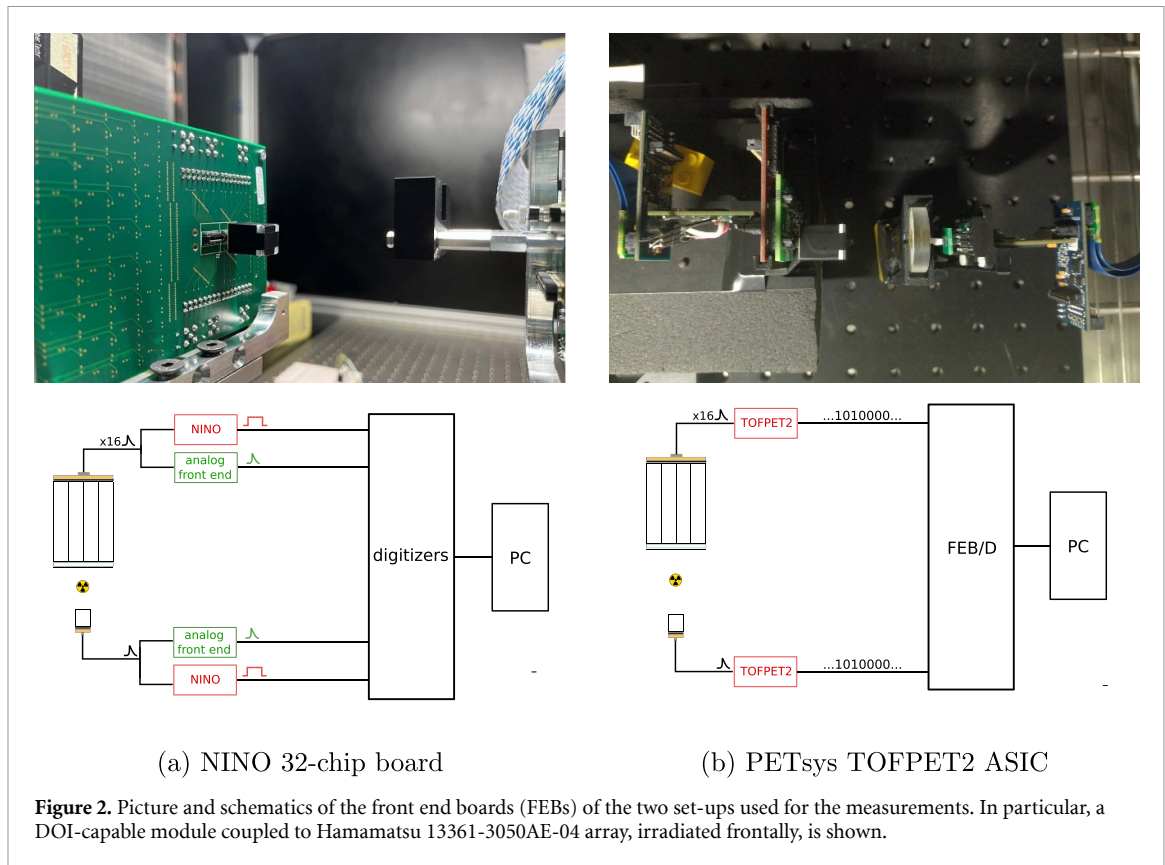 x16
NINO
analog
front end
digitizers
PC
analog
front end
NINO
x16
TOFPET2
...1010000...
FEB/D
PC
TOFPET2
...1010000...
(a) NINO 32-chip board
(b) PETsys TOFPET2 ASIC
Figure 2. Picture and schematics of the front end boards (FEBs) of the two set-ups used for the measurements. In particular, a
DOI-capable module coupled to Hamamatsu 13361-3050AE-04 array, irradiated frontally, is shown.